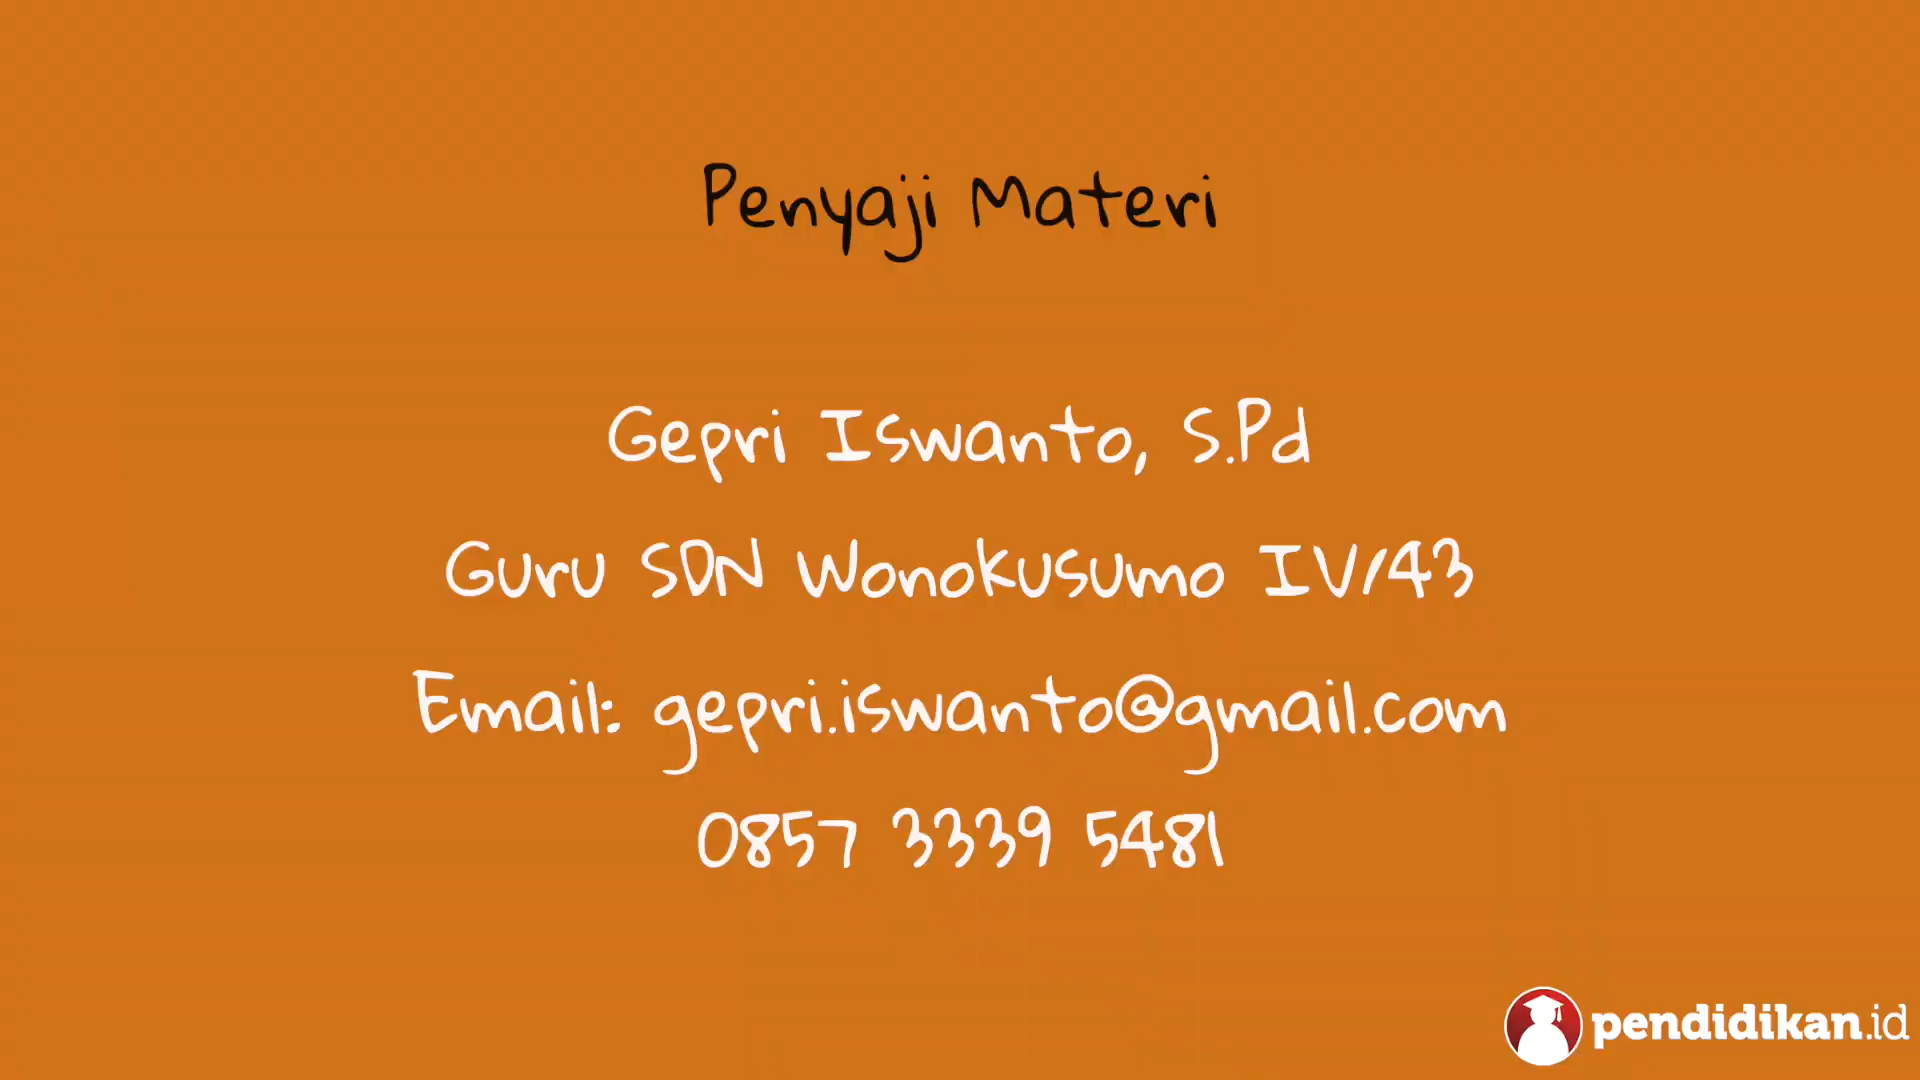 Penyaji Materi
Gepri Iswanto, S.Pd
Guru SDN Wonokusumo IV/43
Email: gepri.iswanto@gmail.com
0857 3339 5481
pendidikan.id